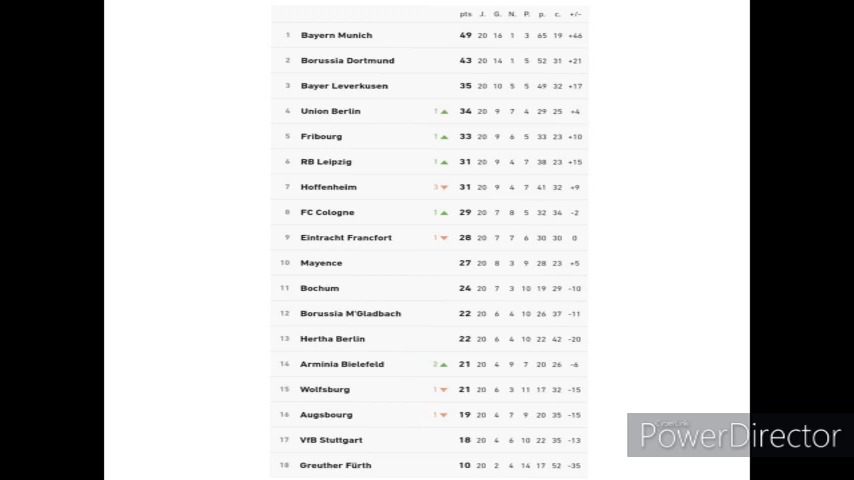 pts J. G. N. P. p. c. +/-
1 Bayern Munich 49 20 16 1 3 65 19 +46
2 Borussia Dortmund 43 20 14 1 5 52 31 +21
3 Bayer Leverkusen 35 20 10 5 5 49 32 +17
4 Union Berlin 1 34 20 9 7 4 29 25 +4
5 Fribourg 1 33 20 9 6 5 33 23 +10
6 RB Leipzig 1 31 20 9 4 7 38 23 +15
7 Hoffenheim 3 31 20 9 4 7 41 32 +9
8 FC Cologne 1 29 20 7 8 5 32 34 -2
9 Eintracht Francfort 1 28 20 7 7 6 30 30 0
10 Mayence 27 20 8 3 9 28 23 +5
11 Bochum 24 20 7 3 10 19 29 -10
12 Borussia M'Gladbach 22 20 6 4 10 26 37 -11
13 Hertha Berlin 22 20 6 4 10 22 42 -20
14 Arminia Bielefeld 2 21 20 4 9 7 20 26 -6
15 Wolfsburg 1 21 20 6 3 11 17 32 -15
16 Augsbourg 1 19 20 4 7 9 20 35 -15
17 VfB Stuttgart 18 20 4 6 10 22 35 -13
18 Greuther Fürth 10 20 2 4 14 17 52 -35
CyberLink
PowerDirector